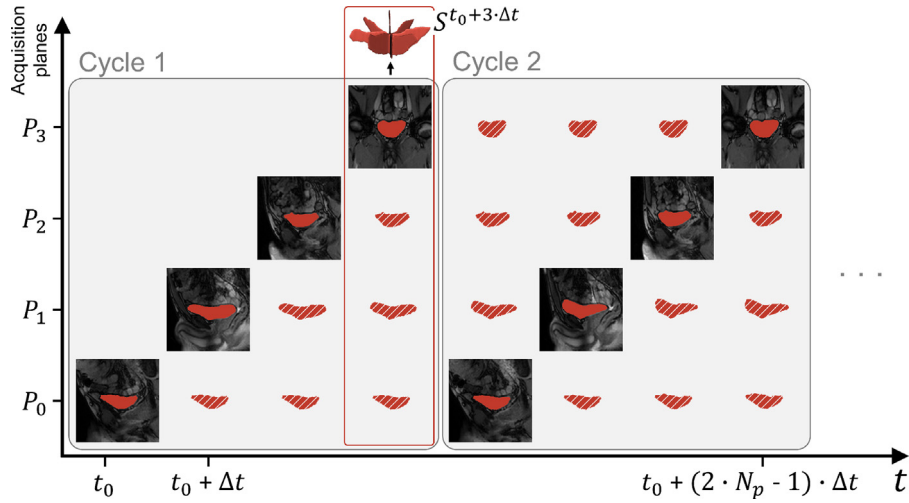 Acquisition
planes
Cycle 1
S^{t_0+3·Δt}
Cycle 2
P_3
P_2
P_1
P_0
. . .
t_0
t_0 + Δt
t_0 + (2 · N_p - 1) · Δt
t